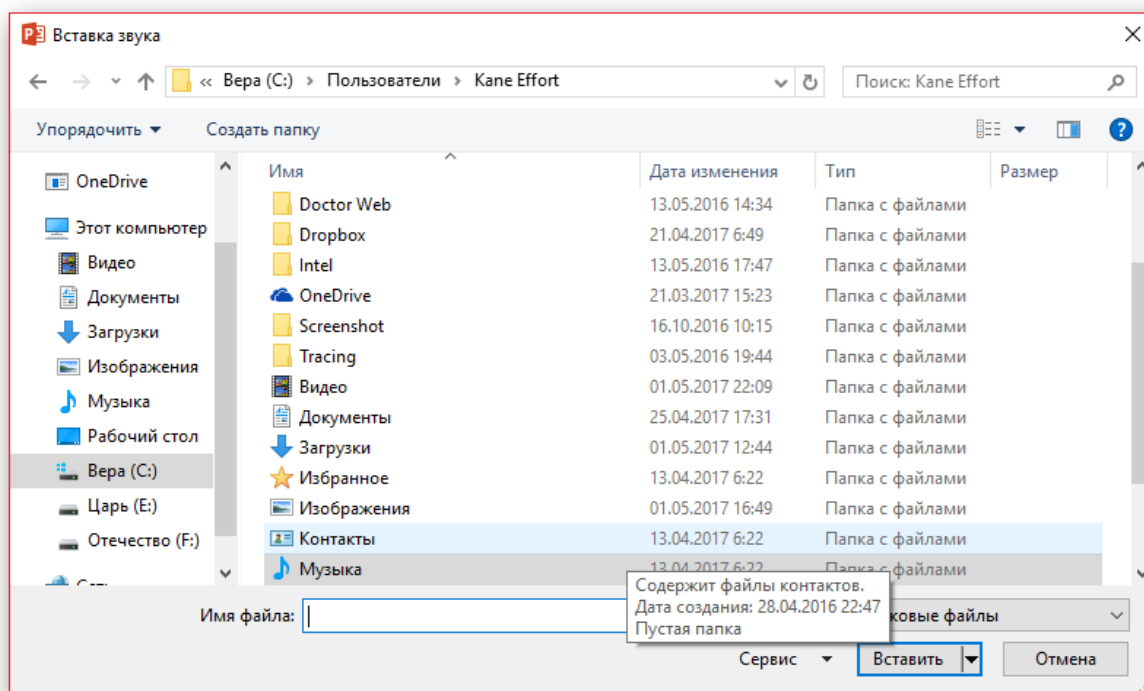 Вставка звука
« Вера (C:) › Пользователи › Kane Effort
Поиск: Kane Effort
Упорядочить
Создать папку
OneDrive
Этот компьютер
Видео
Документы
Загрузки
Изображения
Музыка
Рабочий стол
Вера (C:)
Царь (E:)
Отечество (F:)
Имя Дата изменения Тип Размер
Doctor Web 13.05.2016 14:34 Папка с файлами
Dropbox 21.04.2017 6:49 Папка с файлами
Intel 13.05.2016 17:47 Папка с файлами
OneDrive 21.03.2017 15:23 Папка с файлами
Screenshot 16.10.2016 10:15 Папка с файлами
Tracing 03.05.2016 19:44 Папка с файлами
Видео 01.05.2017 22:09 Папка с файлами
Документы 25.04.2017 17:31 Папка с файлами
Загрузки 01.05.2017 12:44 Папка с файлами
Избранное 13.04.2017 6:22 Папка с файлами
Изображения 01.05.2017 16:49 Папка с файлами
Контакты 13.04.2017 6:22 Папка с файлами
Музыка 13.04.2017 6:22 Папка с файлами
Содержит файлы контактов.
Дата создания: 28.04.2016 22:47
Пустая папка
Имя файла:
ковые файлы
Сервис
Вставить
Отмена